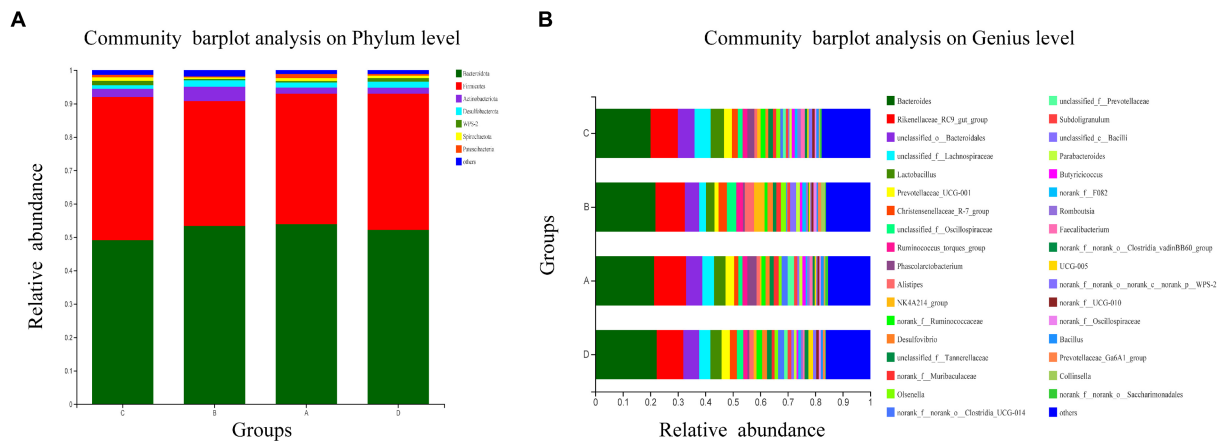 A
Community barplot analysis on Phylum level
1
0.9
0.8
0.7
0.6
0.5
0.4
0.3
0.2
0.1
0
Relative abundance
C
B
A
D
Groups
Bacteroidota
Firmicutes
Actinobacteriota
Desulfobacterota
WPS-2
Spirochaetota
Patescibacteria
others
B
Community barplot analysis on Genius level
Groups
C
B
A
D
0
0.1
0.2
0.3
0.4
0.5
0.6
0.7
0.8
0.9
1
Relative abundance
Bacteroides
Rikenellaceae_RC9_gut_group
unclassified_o__Bacteroidales
unclassified_f__Lachnospiraceae
Lactobacillus
Prevotellaceae_UCG-001
Christensenellaceae_R-7_group
unclassified_f__Oscillospiraceae
Ruminococcus_torques_group
Phascolarctobacterium
Alistipes
NK4A214_group
norank_f__Ruminococcaceae
Desulfovibrio
unclassified_f__Tannerellaceae
norank_f__Muribaculaceae
Olsenella
norank_f__norank_o__Clostridia_UCG-014
unclassified_f__Prevotellaceae
Subdoligranulum
unclassified_c__Bacilli
Parabacteroides
Butyricicoccus
norank_f__F082
Romboutsia
Faecalibacterium
norank_f__norank_o__Clostridia_vadinBB60_group
UCG-005
norank_f__norank_o__norank_c__norank_p__WPS-2
norank_f__UCG-010
norank_f__Oscillospiraceae
Bacillus
Prevotellaceae_Ga6A1_group
Collinsella
norank_f__norank_o__Saccharimonadales
others